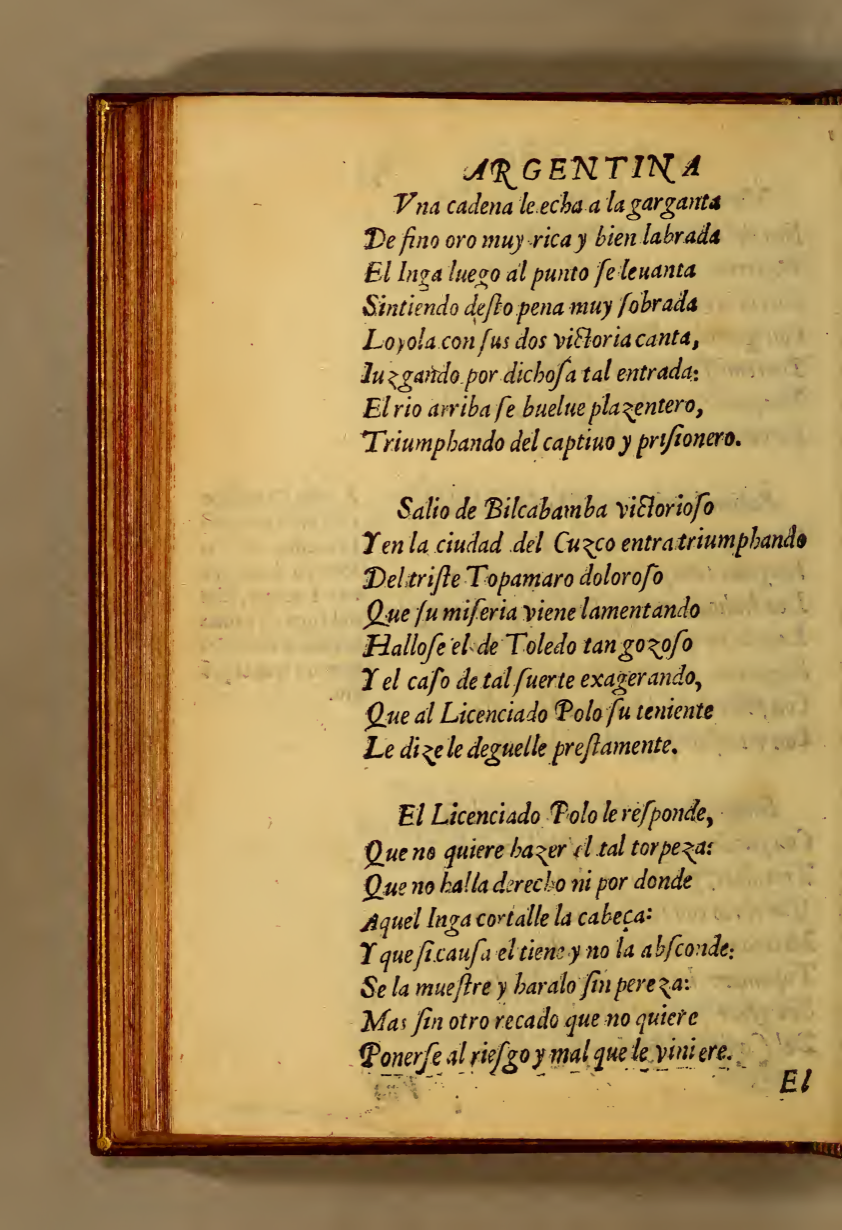 ARGENTINA
Vna cadena le echa a la garganta
De fino oro muy rica y bien labrada
El Inga luego al punto ſe leuanta
Sintiendo deſto pena muy ſobrada
Loyola con ſus dos victoria canta,
Iuzgando por dichoſa tal entrada:
El rio arriba ſe buelue plazentero,
Triumphando del captiuo y priſionero.
Salio de Bilcabamba victorioſo
Y en la ciudad del Cuzco entra triumphando
Del triſte Topamaro doloroſo
Que ſu miſeria viene lamentando
Halloſe el de Toledo tan gozoſo
Y el caſo de tal ſuerte exagerando,
Que al Licenciado Polo ſu teniente
Le dize le deguelle preſtamente.
El Licenciado Polo le reſponde,
Que no quiere hazer el tal torpeza:
Que no halla derecho ni por donde
Aquel Inga cortalle la cabeça:
Y que ſi cauſa el tiene y no la abſconde:
Se la mueſtre y haralo ſin pereza:
Mas ſin otro recado que no quiere
Ponerſe al rieſgo y mal que le viniere.
El